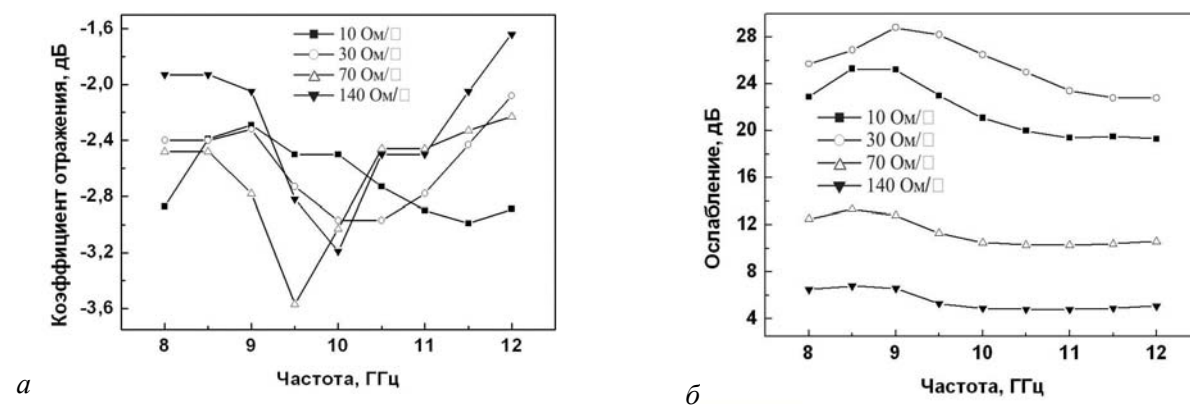 Коэффициент отражения, дБ
-1,6
-2,0
-2,4
-2,8
-3,2
-3,6
10 Ом/□
30 Ом/□
70 Ом/□
140 Ом/□
8 9 10 11 12
Частота, ГГц
а
Ослабление, дБ
28
24
20
16
12
8
4
10 Ом/□
30 Ом/□
70 Ом/□
140 Ом/□
8 9 10 11 12
Частота, ГГц
б